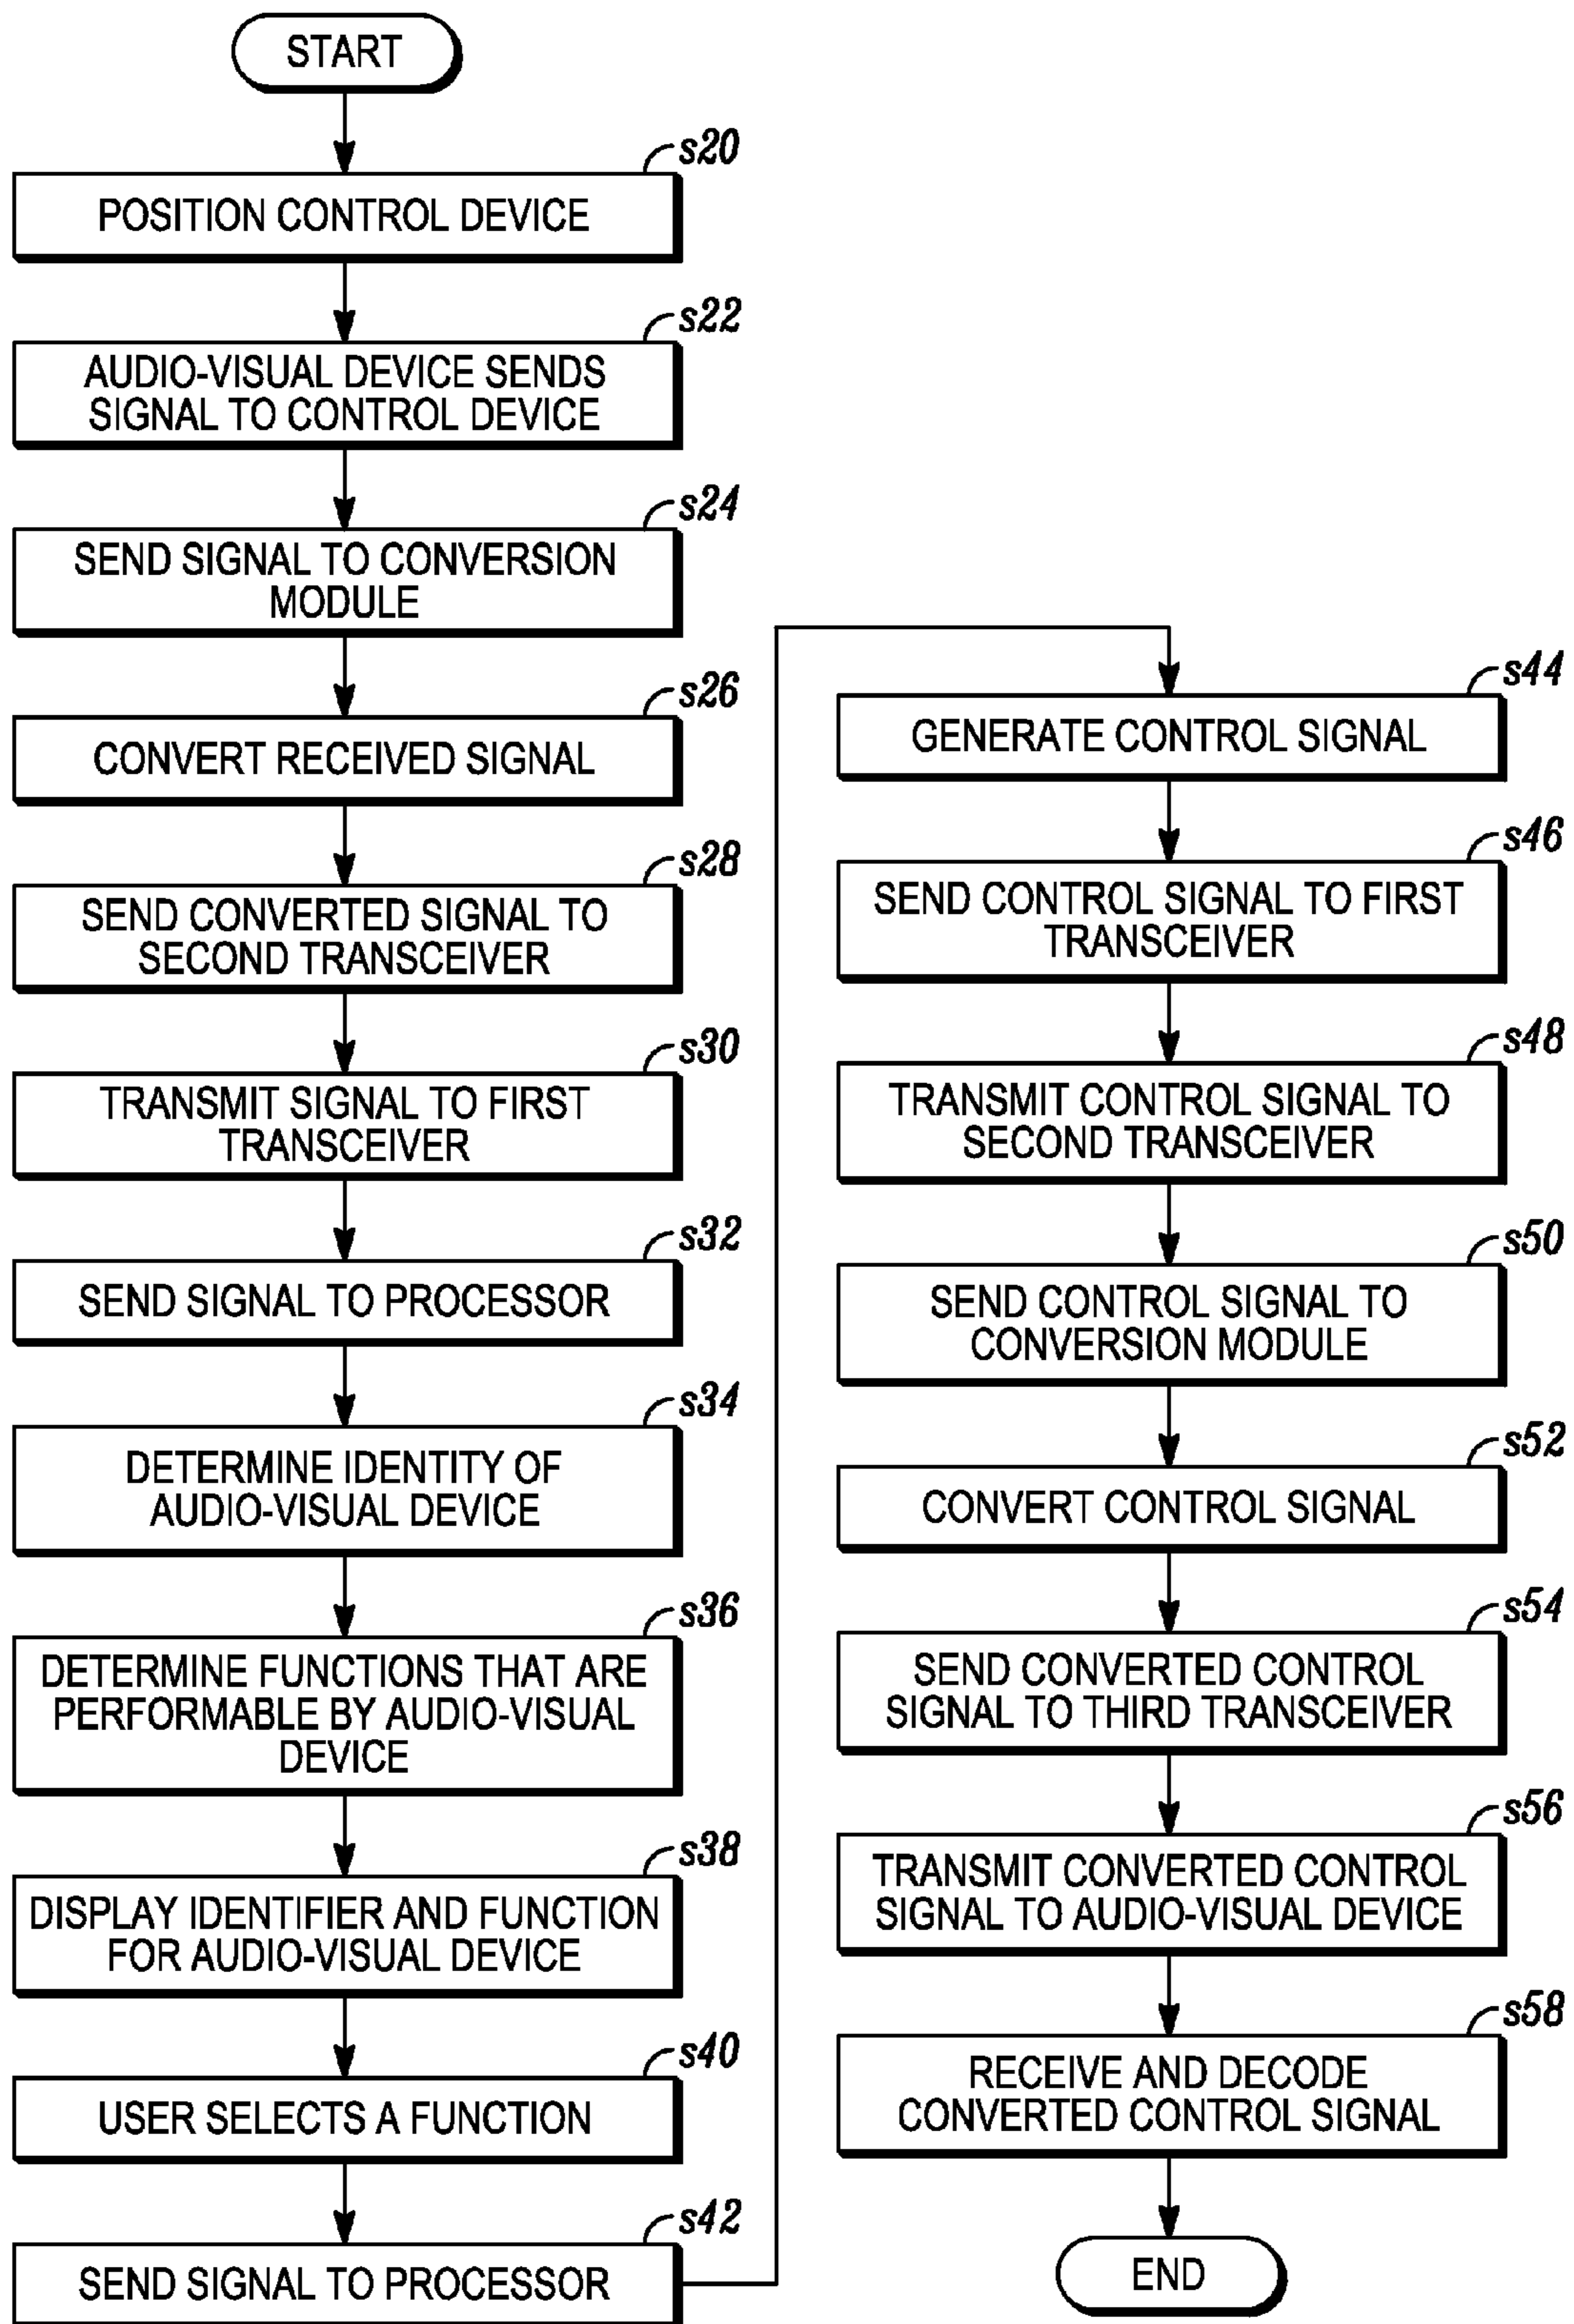 START
s20
POSITION CONTROL DEVICE
s22
AUDIO-VISUAL DEVICE SENDS
SIGNAL TO CONTROL DEVICE
s24
SEND SIGNAL TO CONVERSION
MODULE
s26
CONVERT RECEIVED SIGNAL
s28
SEND CONVERTED SIGNAL TO
SECOND TRANSCEIVER
s30
TRANSMIT SIGNAL TO FIRST
TRANSCEIVER
s32
SEND SIGNAL TO PROCESSOR
s34
DETERMINE IDENTITY OF
AUDIO-VISUAL DEVICE
s36
DETERMINE FUNCTIONS THAT ARE
PERFORMABLE BY AUDIO-VISUAL
DEVICE
s38
DISPLAY IDENTIFIER AND FUNCTION
FOR AUDIO-VISUAL DEVICE
s40
USER SELECTS A FUNCTION
s42
SEND SIGNAL TO PROCESSOR
s44
GENERATE CONTROL SIGNAL
s46
SEND CONTROL SIGNAL TO FIRST
TRANSCEIVER
s48
TRANSMIT CONTROL SIGNAL TO
SECOND TRANSCEIVER
s50
SEND CONTROL SIGNAL TO
CONVERSION MODULE
s52
CONVERT CONTROL SIGNAL
s54
SEND CONVERTED CONTROL
SIGNAL TO THIRD TRANSCEIVER
s56
TRANSMIT CONVERTED CONTROL
SIGNAL TO AUDIO-VISUAL DEVICE
s58
RECEIVE AND DECODE
CONVERTED CONTROL SIGNAL
END